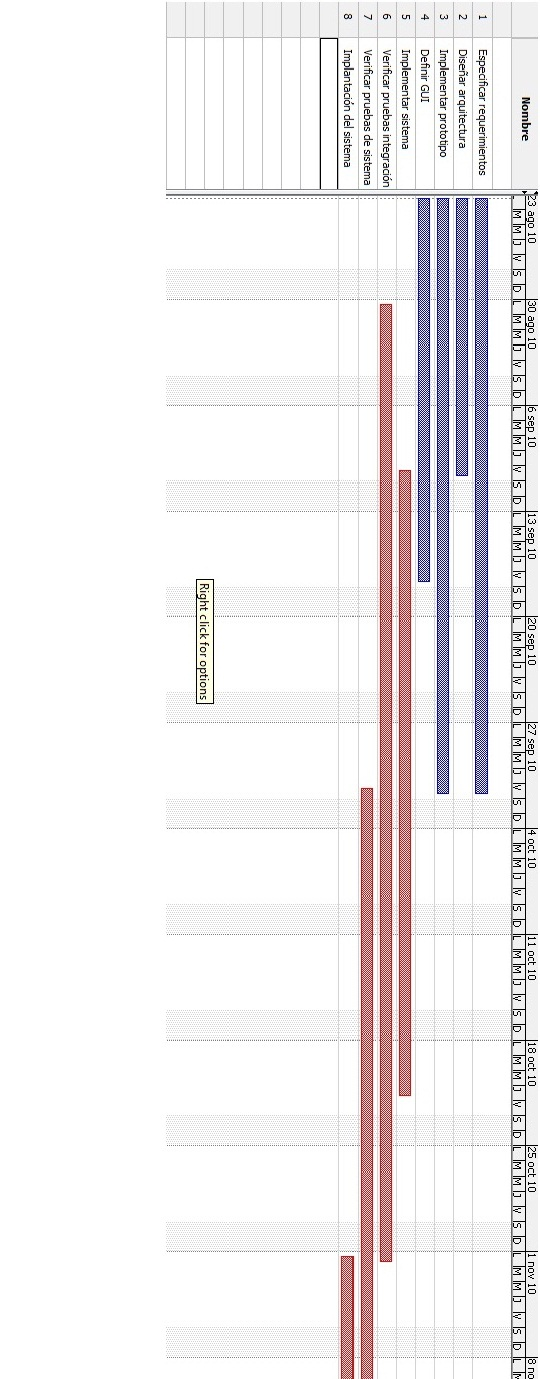 Nombre
23 ago 10
30 ago 10
6 sep 10
13 sep 10
20 sep 10
27 sep 10
4 oct 10
11 oct 10
18 oct 10
25 oct 10
1 nov 10
8 no
L M M J V S D L M M J V S D L M M J V S D L M M J V S D L M M J V S D L M M J V S D L M M J V S D L M M J V S D L M M J V S D L M M J V S D L M M J V S D L
1 Especificar requerimientos
2 Diseñar arquitectura
3 Implementar prototipo
4 Definir GUI
5 Implementar sistema
6 Verificar pruebas integración
7 Verificar pruebas de sistema
8 Implantación del sistema
Right click for options